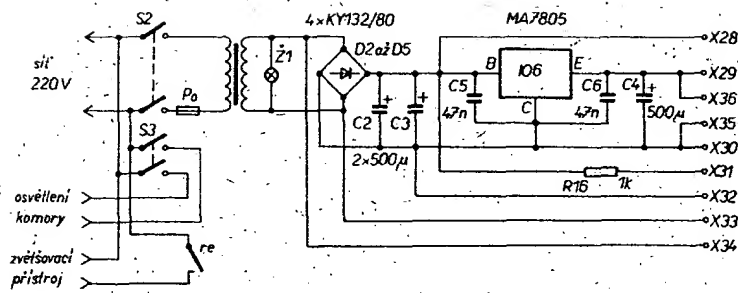 S2
4×KY132/80
MA7805
X28
síť
220V
Ž1
D2 až D5
B
IO6
E
X29
Po
C5
47n
C
C6
47n
C4
+
500µ
X36
S3
+
C2
+
C3
X35
2×500µ
X30
osvětlení
komory
R16
1k
X31
X32
zvětšovací
přístroj
re
X33
X34